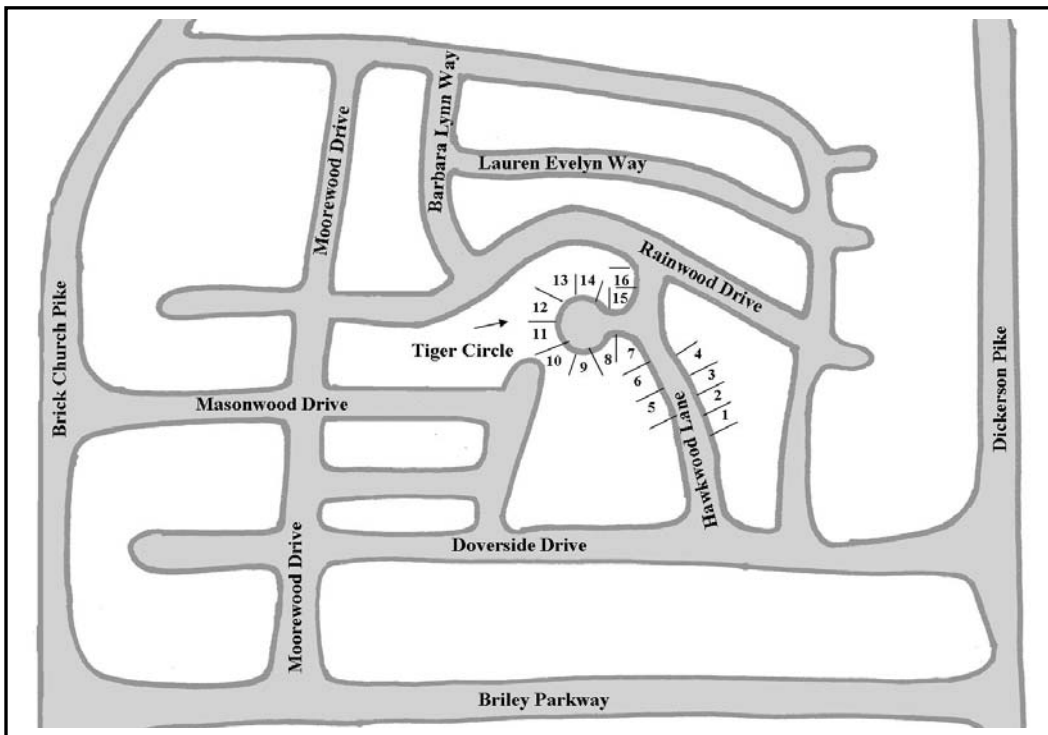 Barbara Lynn Way
Moorewood Drive
Lauren Evelyn Way
Rainwood Drive
Brick Church Pike
Dickerson Pike
13
14
16
12
15
11
Tiger Circle
10
9
8
7
6
5
4
3
2
1
Masonwood Drive
Hawkwood Lane
Doverside Drive
Moorewood Drive
Briley Parkway